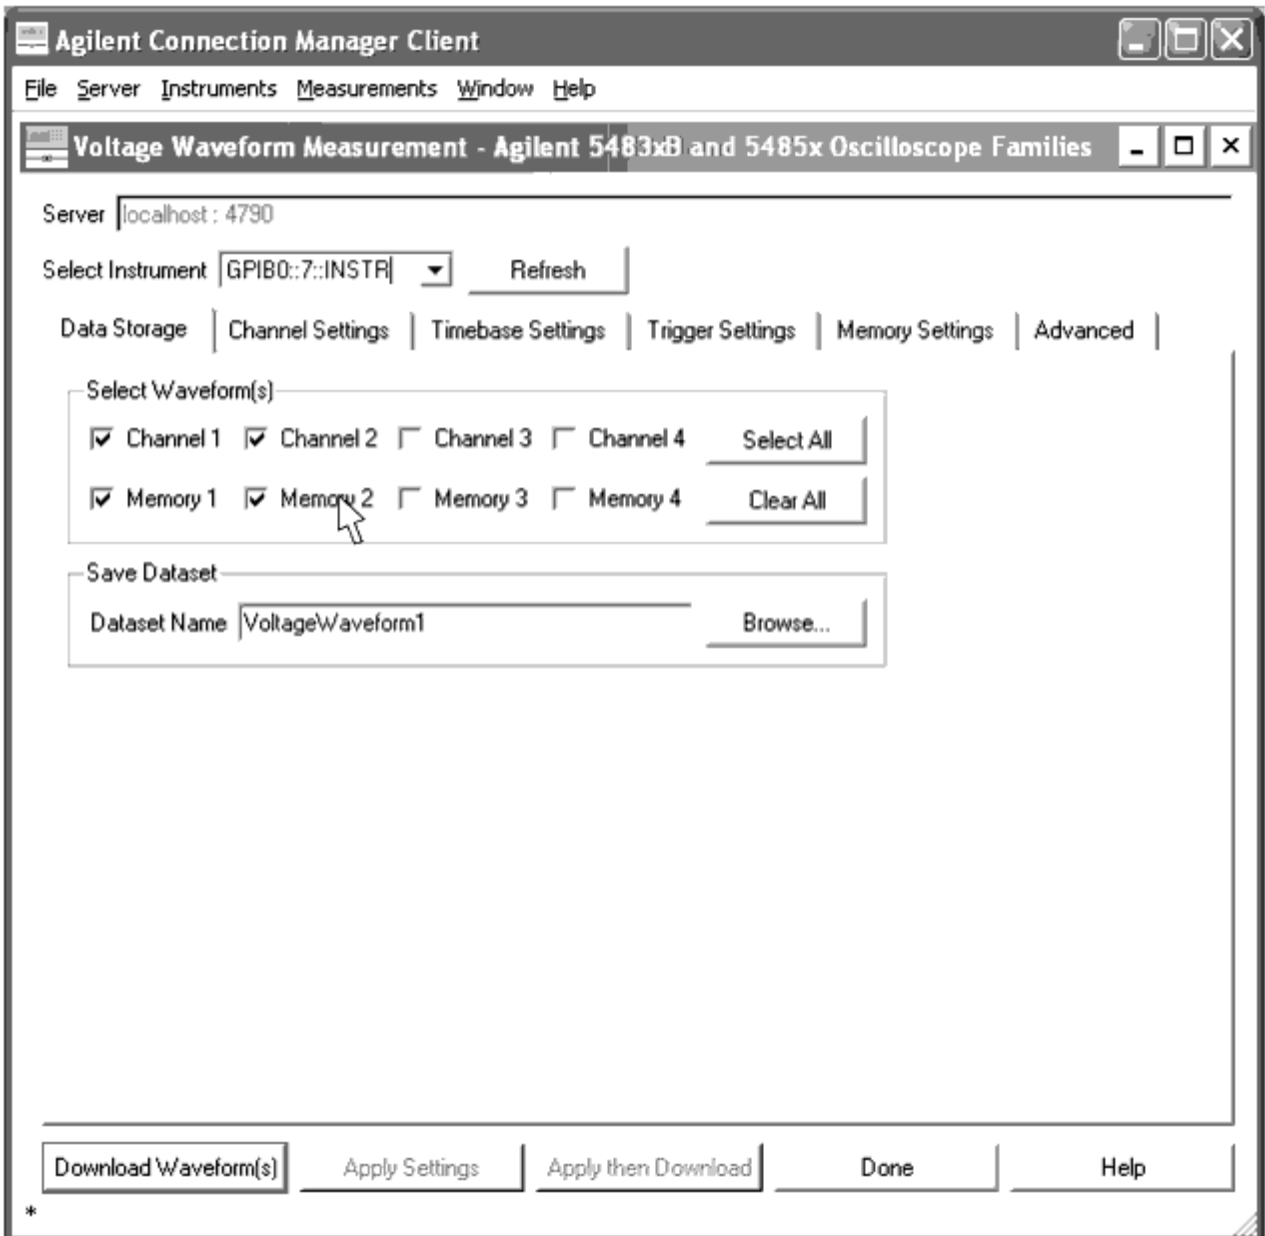 Agilent Connection Manager Client
File Server Instruments Measurements Window Help
Voltage Waveform Measurement - Agilent 5483xB and 5485x Oscilloscope Families
Server localhost : 4790
Select Instrument GPIB0::7::INSTR Refresh
Data Storage Channel Settings Timebase Settings Trigger Settings Memory Settings Advanced
Select Waveform(s)
Channel 1 Channel 2 Channel 3 Channel 4 Select All
Memory 1 Memory 2 Memory 3 Memory 4 Clear All
Save Dataset
Dataset Name VoltageWaveform1 Browse...
Download Waveform(s) Apply Settings Apply then Download Done Help
*